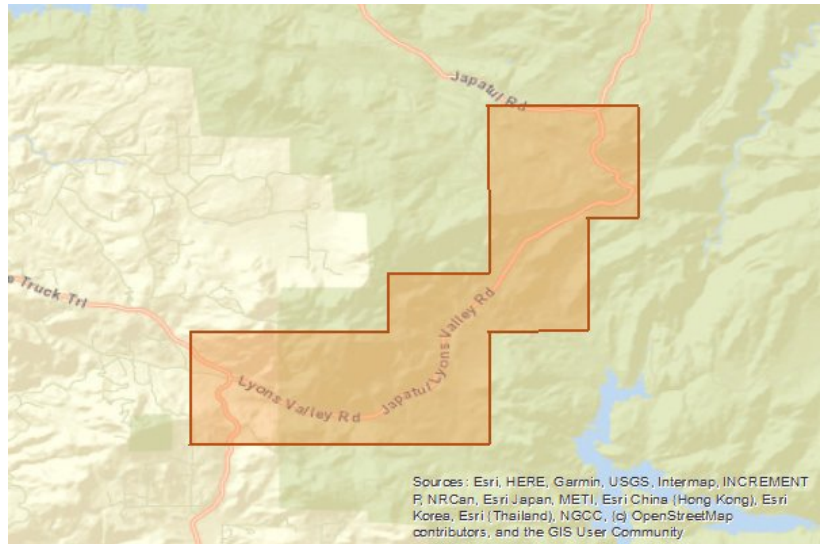 Japatul Rd
e Truck Trl
Japatul/Lyons Valley Rd
Lyons Valley Rd
Sources: Esri, HERE, Garmin, USGS, Intermap, INCREMENT
P, NRCan, Esri Japan, METI, Esri China (Hong Kong), Esri
Korea, Esri (Thailand), NGCC, (c) OpenStreetMap
contributors, and the GIS User Community